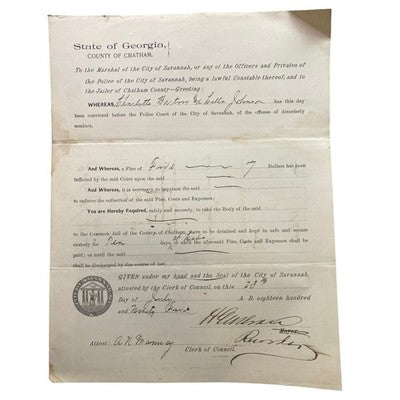 State of Georgia,
COUNTY OF CHATHAM.
To the Marshal of the City of Savannah, or any of the Officers and Privates of
the Police of the City of Savannah, being a lawful Constable thereof, and to
the Jailer of Chatham County—Greeting:
WHEREAS, Charlotte Johnson has this day
been convicted before the Police Court of the City of Savannah, of the offense of disorderly
conduct,
And Whereas, a Fine of Dollars has been
inflicted by the said Court upon the said
And Whereas, it is necessary to imprison the said
to enforce the collection of the said Fine, Costs and Expenses;
You are Hereby Required, safely and securely, to take the Body of the said
to the Common Jail of the County of Chatham, there to be detained and kept in safe and secure
custody for Ten days or until the aforesaid Fine, Costs and Expenses shall be
paid; or until the said
shall be discharged by due course of law.
GIVEN under my hand and the Seal of the City of Savannah,
attested by the Clerk of Council, on this
Day of July A. D. eighteen hundred
and Ninety
Attest: Clerk of Council.